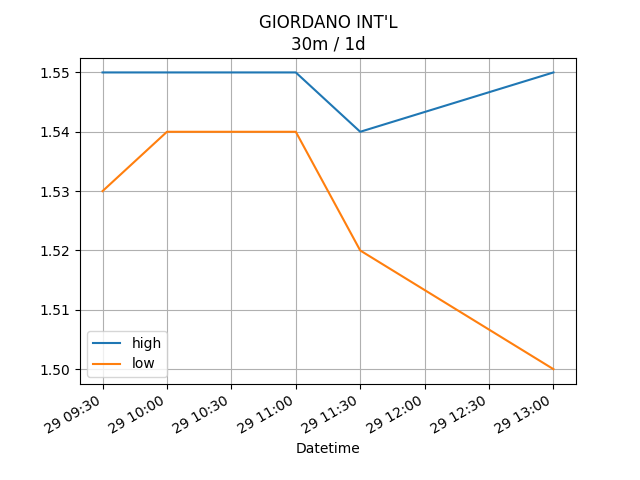 GIORDANO INT'L
30m / 1d
1.55
1.54
1.53
1.52
1.51
1.50
high
low
29 09:30
29 10:00
29 10:30
29 11:00
29 11:30
29 12:00
29 12:30
29 13:00
Datetime